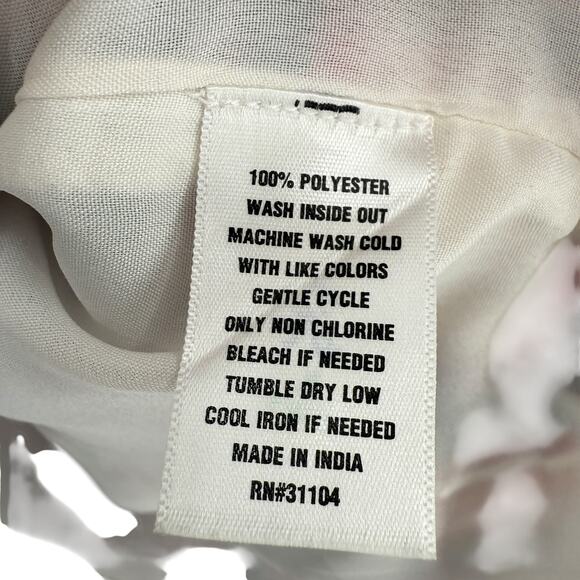 100% POLYESTER
WASH INSIDE OUT
MACHINE WASH COLD
WITH LIKE COLORS
GENTLE CYCLE
ONLY NON CHLORINE
BLEACH IF NEEDED
TUMBLE DRY LOW
COOL IRON IF NEEDED
MADE IN INDIA
RN#31104